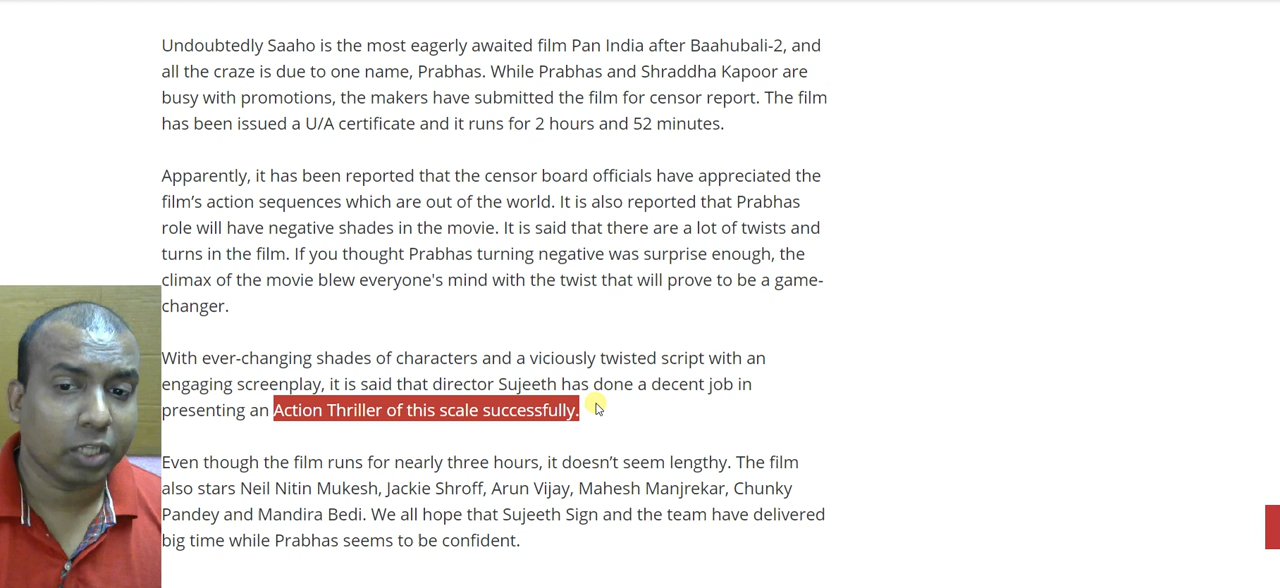 Undoubtedly Saaho is the most eagerly awaited film Pan India after Baahubali-2, and
all the craze is due to one name, Prabhas. While Prabhas and Shraddha Kapoor are
busy with promotions, the makers have submitted the film for censor report. The film
has been issued a U/A certificate and it runs for 2 hours and 52 minutes.
Apparently, it has been reported that the censor board officials have appreciated the
film’s action sequences which are out of the world. It is also reported that Prabhas
role will have negative shades in the movie. It is said that there are a lot of twists and
turns in the film. If you thought Prabhas turning negative was surprise enough, the
climax of the movie blew everyone's mind with the twist that will prove to be a game-
changer.
With ever-changing shades of characters and a viciously twisted script with an
engaging screenplay, it is said that director Sujeeth has done a decent job in
presenting an Action Thriller of this scale successfully.
Even though the film runs for nearly three hours, it doesn’t seem lengthy. The film
also stars Neil Nitin Mukesh, Jackie Shroff, Arun Vijay, Mahesh Manjrekar, Chunky
Pandey and Mandira Bedi. We all hope that Sujeeth Sign and the team have delivered
big time while Prabhas seems to be confident.